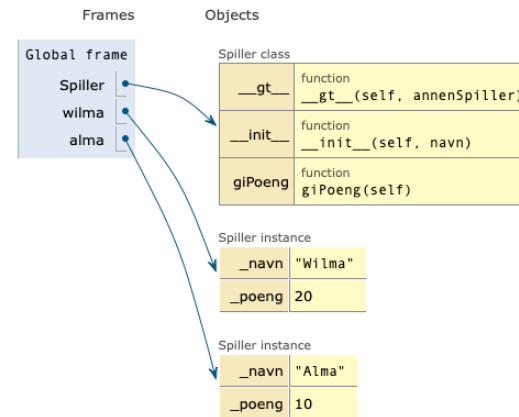 Frames Objects
Global frame
Spiller
wilma
alma
Spiller class
__gt__ function
__gt__(self, annenSpiller)
__init__ function
__init__(self, navn)
giPoeng function
giPoeng(self)
Spiller instance
_navn "Wilma"
_poeng 20
Spiller instance
_navn "Alma"
_poeng 10